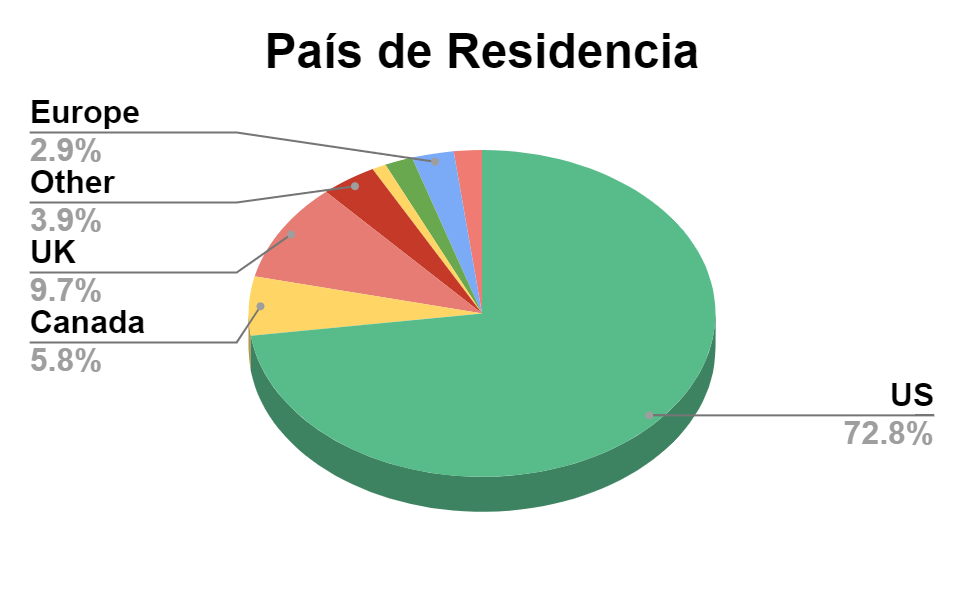 País de Residencia
Europe
2.9%
Other
3.9%
UK
9.7%
Canada
5.8%
US
72.8%